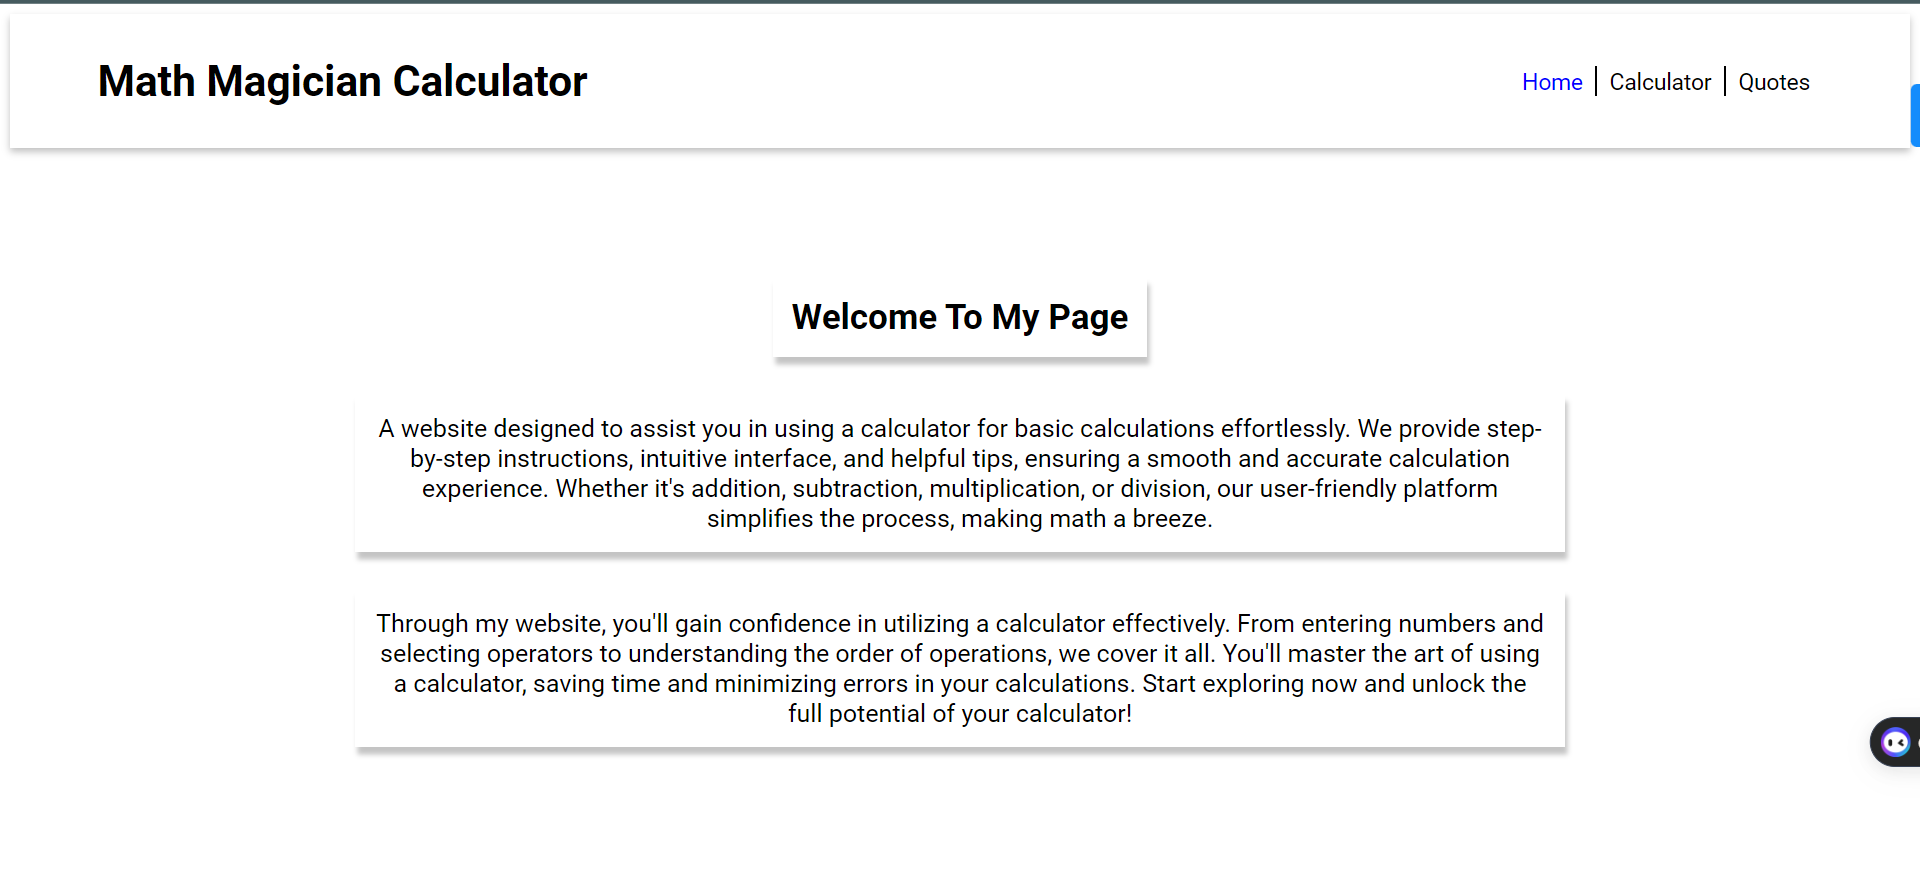 Math Magician Calculator
Home
Calculator
Quotes
Welcome To My Page
A website designed to assist you in using a calculator for basic calculations effortlessly. We provide step-
by-step instructions, intuitive interface, and helpful tips, ensuring a smooth and accurate calculation
experience. Whether it's addition, subtraction, multiplication, or division, our user-friendly platform
simplifies the process, making math a breeze.
Through my website, you'll gain confidence in utilizing a calculator effectively. From entering numbers and
selecting operators to understanding the order of operations, we cover it all. You'll master the art of using
a calculator, saving time and minimizing errors in your calculations. Start exploring now and unlock the
full potential of your calculator!